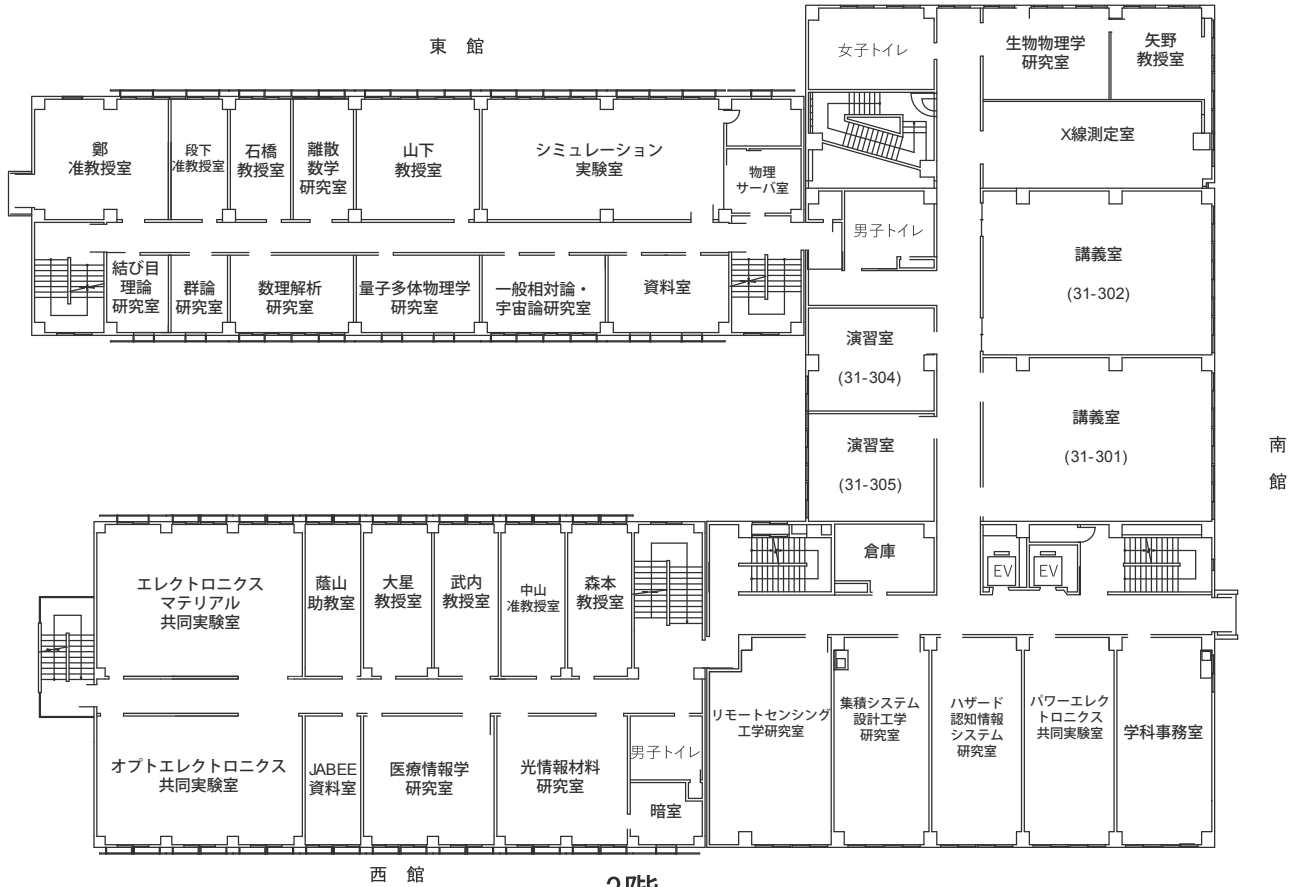 東 館
女子トイレ
生物物理学
研究室
矢野
教授室
X線測定室
鄭
准教授室
段下
准教授室
石橋
教授室
離散
数学
研究室
山下
教授室
シミュレーション
実験室
物理
サーバ室
男子トイレ
講義室
(31-302)
結び目
理論
研究室
群論
研究室
数理解析
研究室
量子多体物理学
研究室
一般相対論・
宇宙論研究室
資料室
演習室
(31-304)
講義室
(31-301)
演習室
(31-305)
南
館
倉庫
EV
EV
エレクトロニクス
マテリアル
共同実験室
蔭山
助教室
大星
教授室
武内
教授室
中山
准教授室
森本
教授室
リモートセンシング
工学研究室
集積システム
設計工学
研究室
ハザード
認知情報
システム
研究室
パワーエレク
トロニクス
共同実験室
学科事務室
オプトエレクトロニクス
共同実験室
JABEE
資料室
医療情報学
研究室
光情報材料
研究室
男子トイレ
暗室
西 館